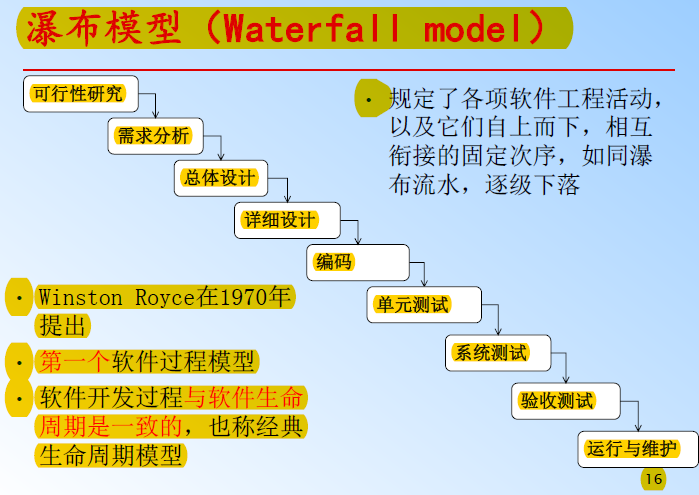 瀑布模型（Waterfall model）
可行性研究
需求分析
总体设计
详细设计
编码
单元测试
系统测试
验收测试
运行与维护
• 规定了各项软件工程活动，
以及它们自上而下，相互
衔接的固定次序，如同瀑
布流水，逐级下落
• Winston Royce在1970年
提出
• 第一个软件过程模型
• 软件开发过程与软件生命
周期是一致的，也称经典
生命周期模型
16